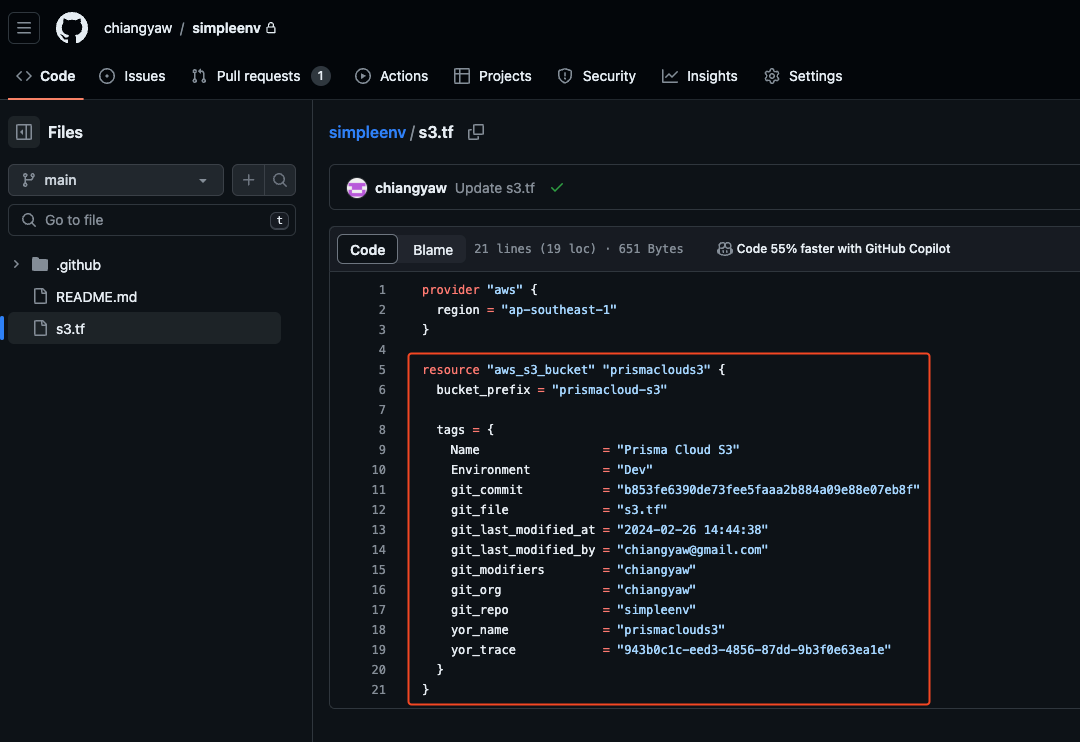 chiangyaw / simpleenv
Code Issues Pull requests 1 Actions Projects Security Insights Settings
Files
main
Go to file t
.github
README.md
s3.tf
simpleenv / s3.tf
chiangyaw Update s3.tf
Code Blame 21 lines (19 loc) · 651 Bytes Code 55% faster with GitHub Copilot
1 provider "aws" {
2 region = "ap-southeast-1"
3 }
4
5 resource "aws_s3_bucket" "prismaclouds3" {
6 bucket_prefix = "prismacloud-s3"
7
8 tags = {
9 Name = "Prisma Cloud S3"
10 Environment = "Dev"
11 git_commit = "b853fe6390de73fee5faaa2b884a09e88e07eb8f"
12 git_file = "s3.tf"
13 git_last_modified_at = "2024-02-26 14:44:38"
14 git_last_modified_by = "chiangyaw@gmail.com"
15 git_modifiers = "chiangyaw"
16 git_org = "chiangyaw"
17 git_repo = "simpleenv"
18 yor_name = "prismaclouds3"
19 yor_trace = "943b0c1c-eed3-4856-87dd-9b3f0e63ea1e"
20 }
21 }